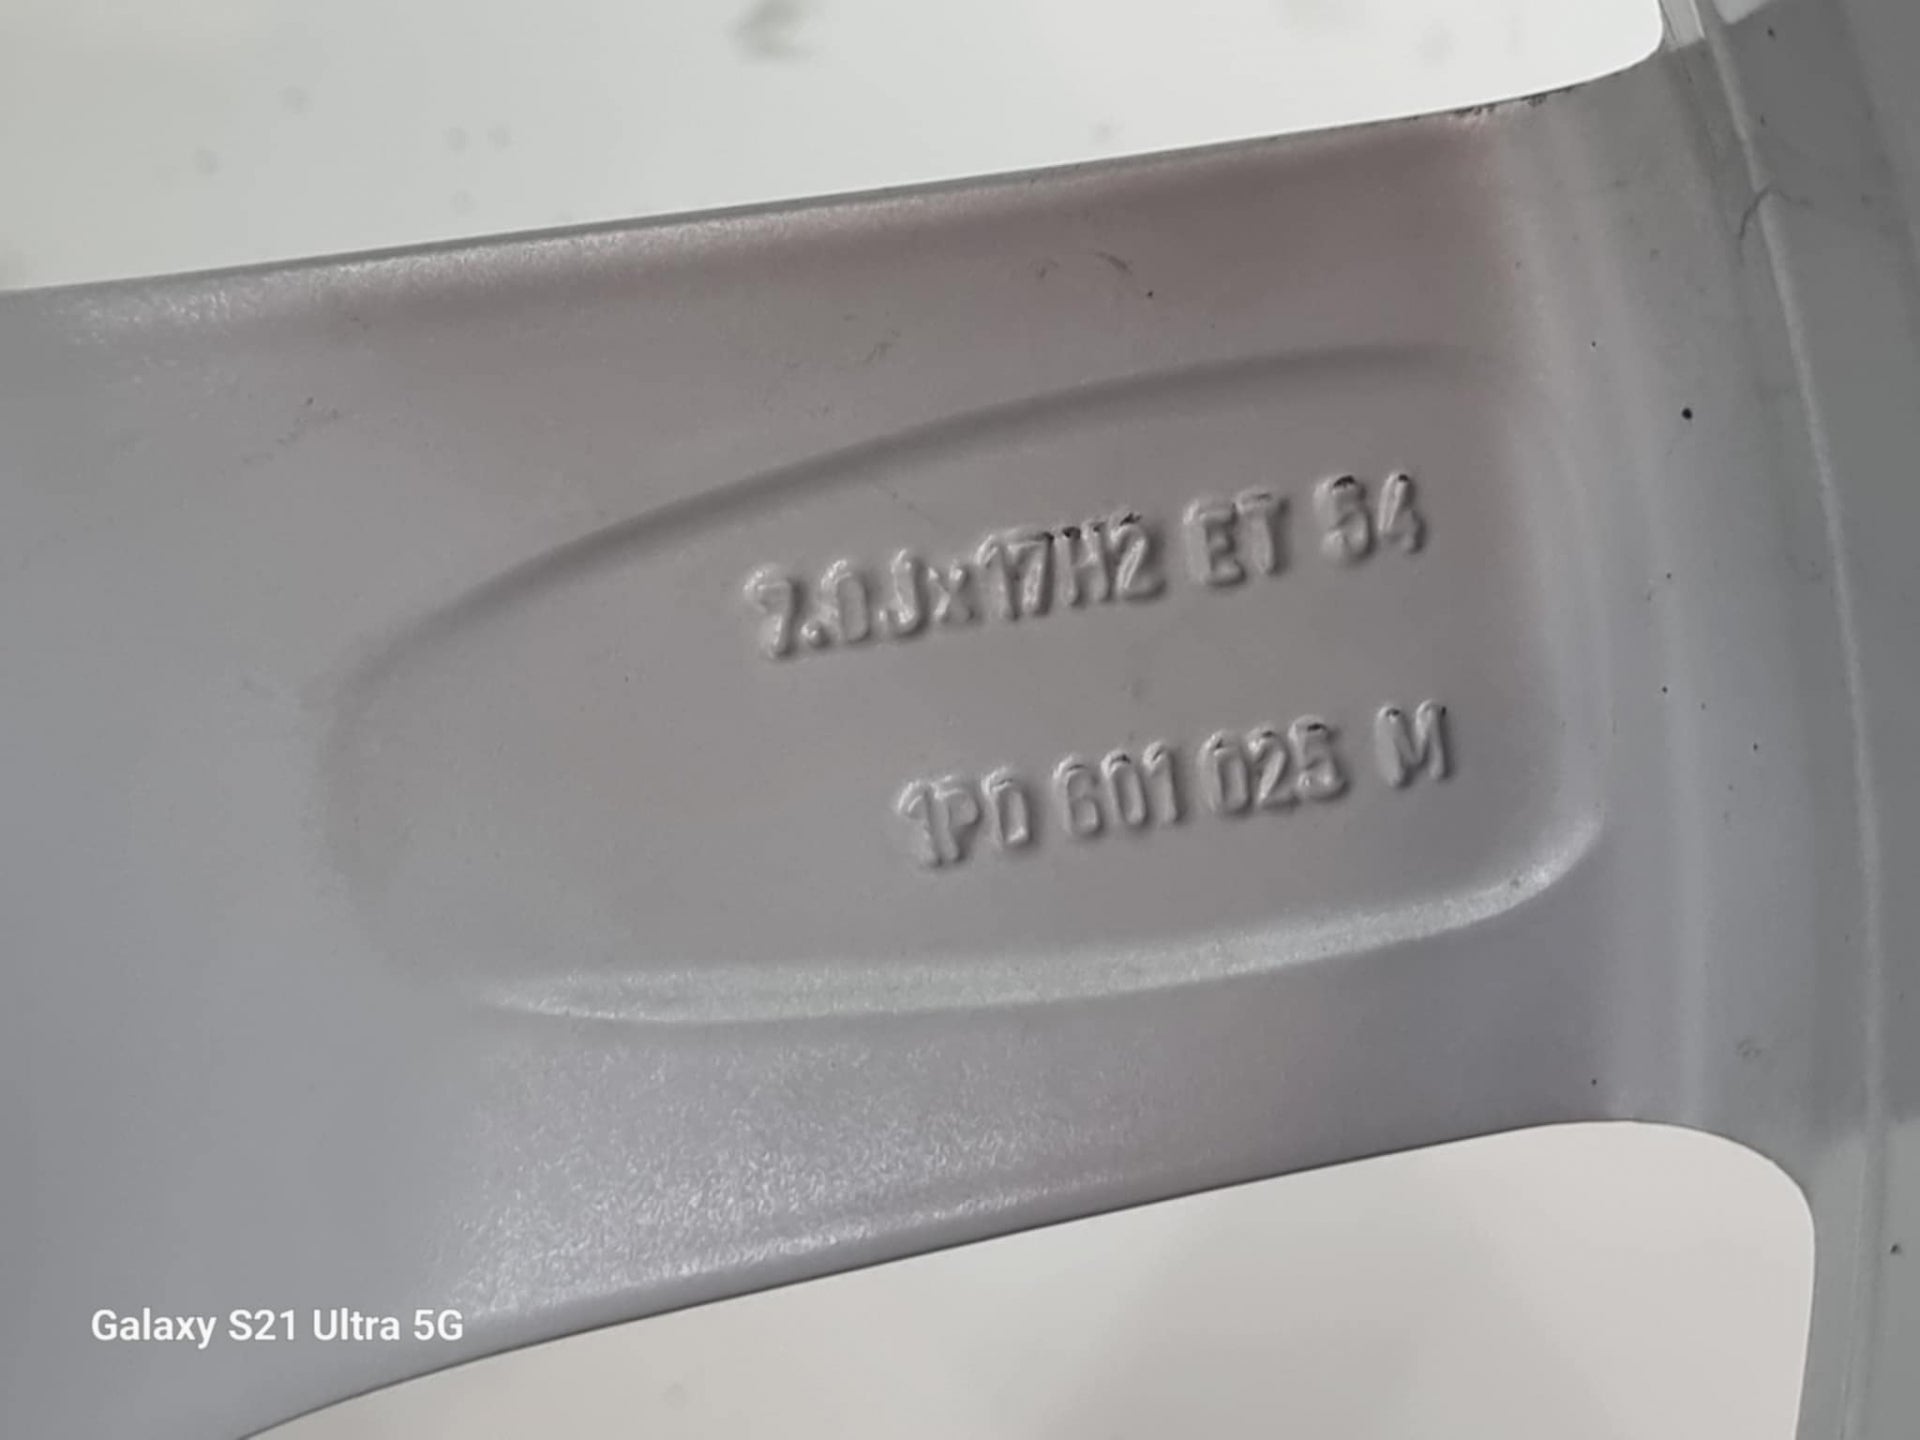 7.0Jx17H2 ET 54
1P0 601 025 M
Galaxy S21 Ultra 5G